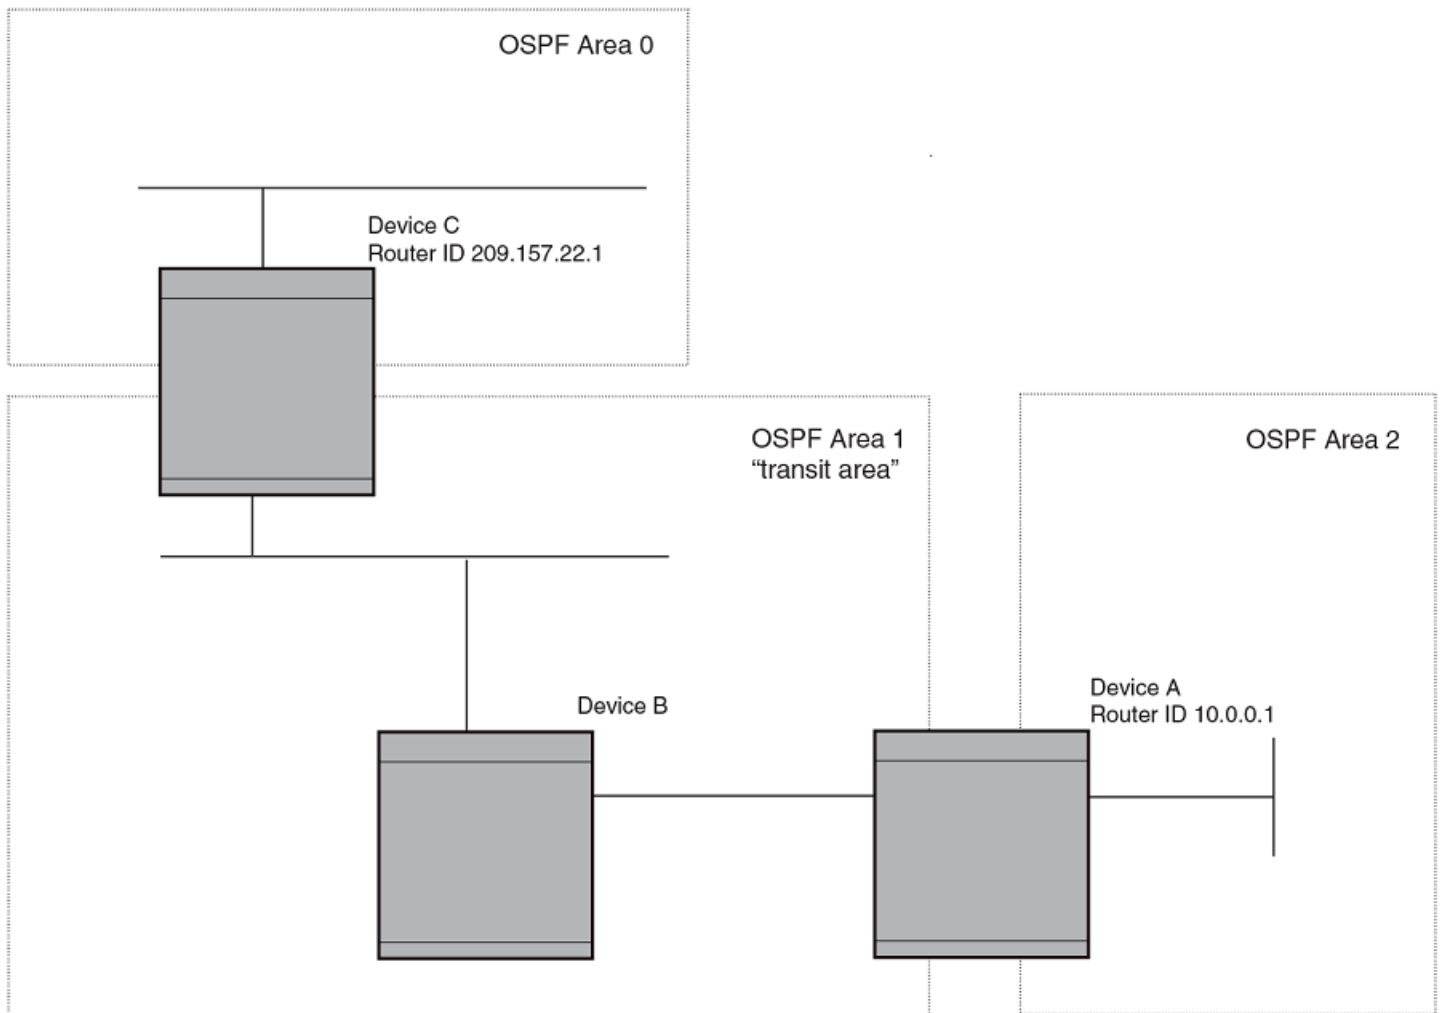 OSPF Area 0
Device C
Router ID 209.157.22.1
OSPF Area 1
“transit area”
OSPF Area 2
Device B
Device A
Router ID 10.0.0.1